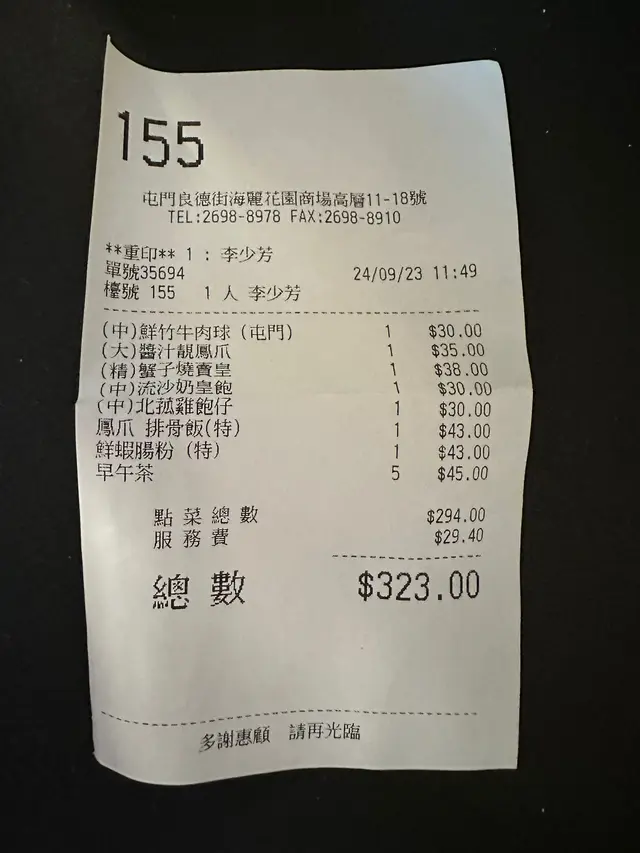 155
屯門良德街海麗花園商場高層11-18號
TEL:2698-8978 FAX:2698-8910
**重印** 1 : 李少芳
單號35694 24/09/23 11:49
檯號 155 1 人 李少芳
(中)鮮竹牛肉球 (屯門) 1 $30.00
(大)醬汁靚鳳爪 1 $35.00
(精)蟹子燒賣皇 1 $38.00
(中)流沙奶皇飽 1 $30.00
(中)北菰雞飽仔 1 $30.00
鳳爪 排骨飯(特) 1 $43.00
鮮蝦腸粉 (特) 1 $43.00
早午茶 5 $45.00
點菜總數 $294.00
服務費 $29.40
總數 $323.00
多謝惠顧 請再光臨